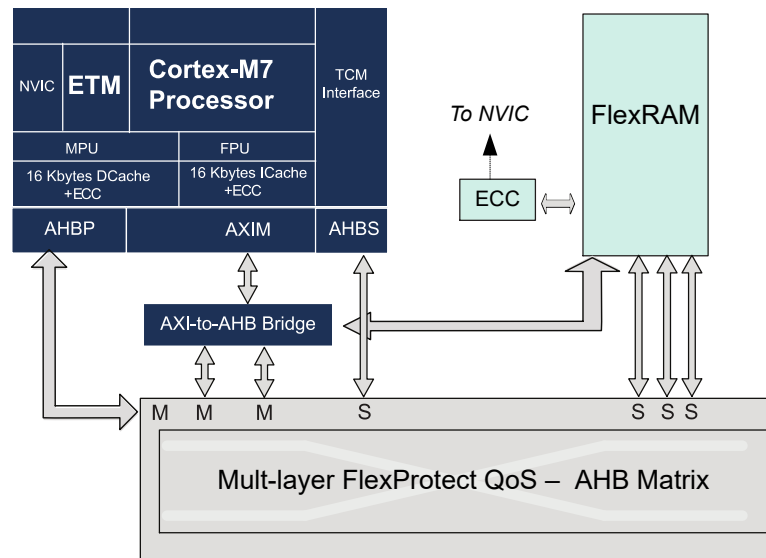 NVIC
ETM
Cortex-M7
Processor
TCM
Interface
MPU
FPU
16 Kbytes DCache
+ECC
16 Kbytes ICache
+ECC
AHBP
AXIM
AHBS
To NVIC
ECC
FlexRAM
AXI-to-AHB Bridge
M M M S S S S
Mult-layer FlexProtect QoS – AHB Matrix